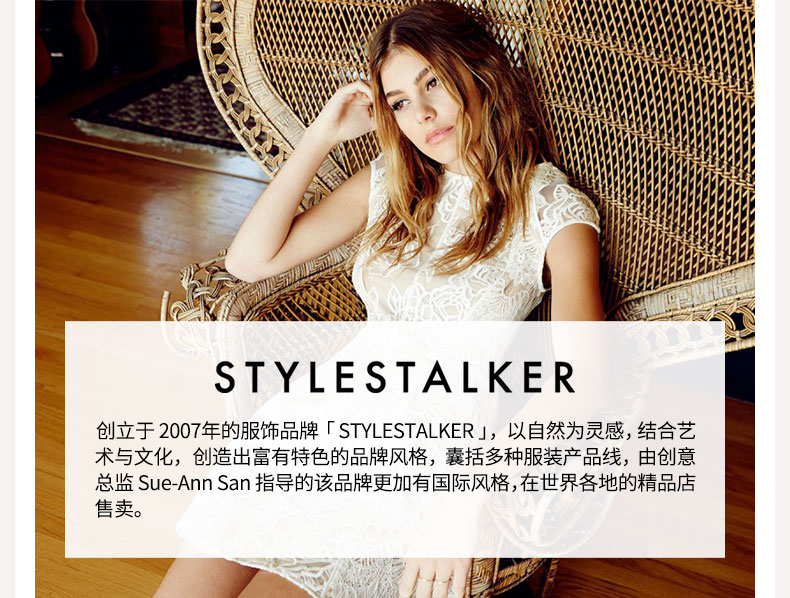 STYLESTALKER
创立于 2007年的服饰品牌「 STYLESTALKER 」，以自然为灵感，结合艺
术与文化，创造出富有特色的品牌风格，囊括多种服装产品线，由创意
总监 Sue-Ann San 指导的该品牌更加有国际风格，在世界各地的精品店
售卖。